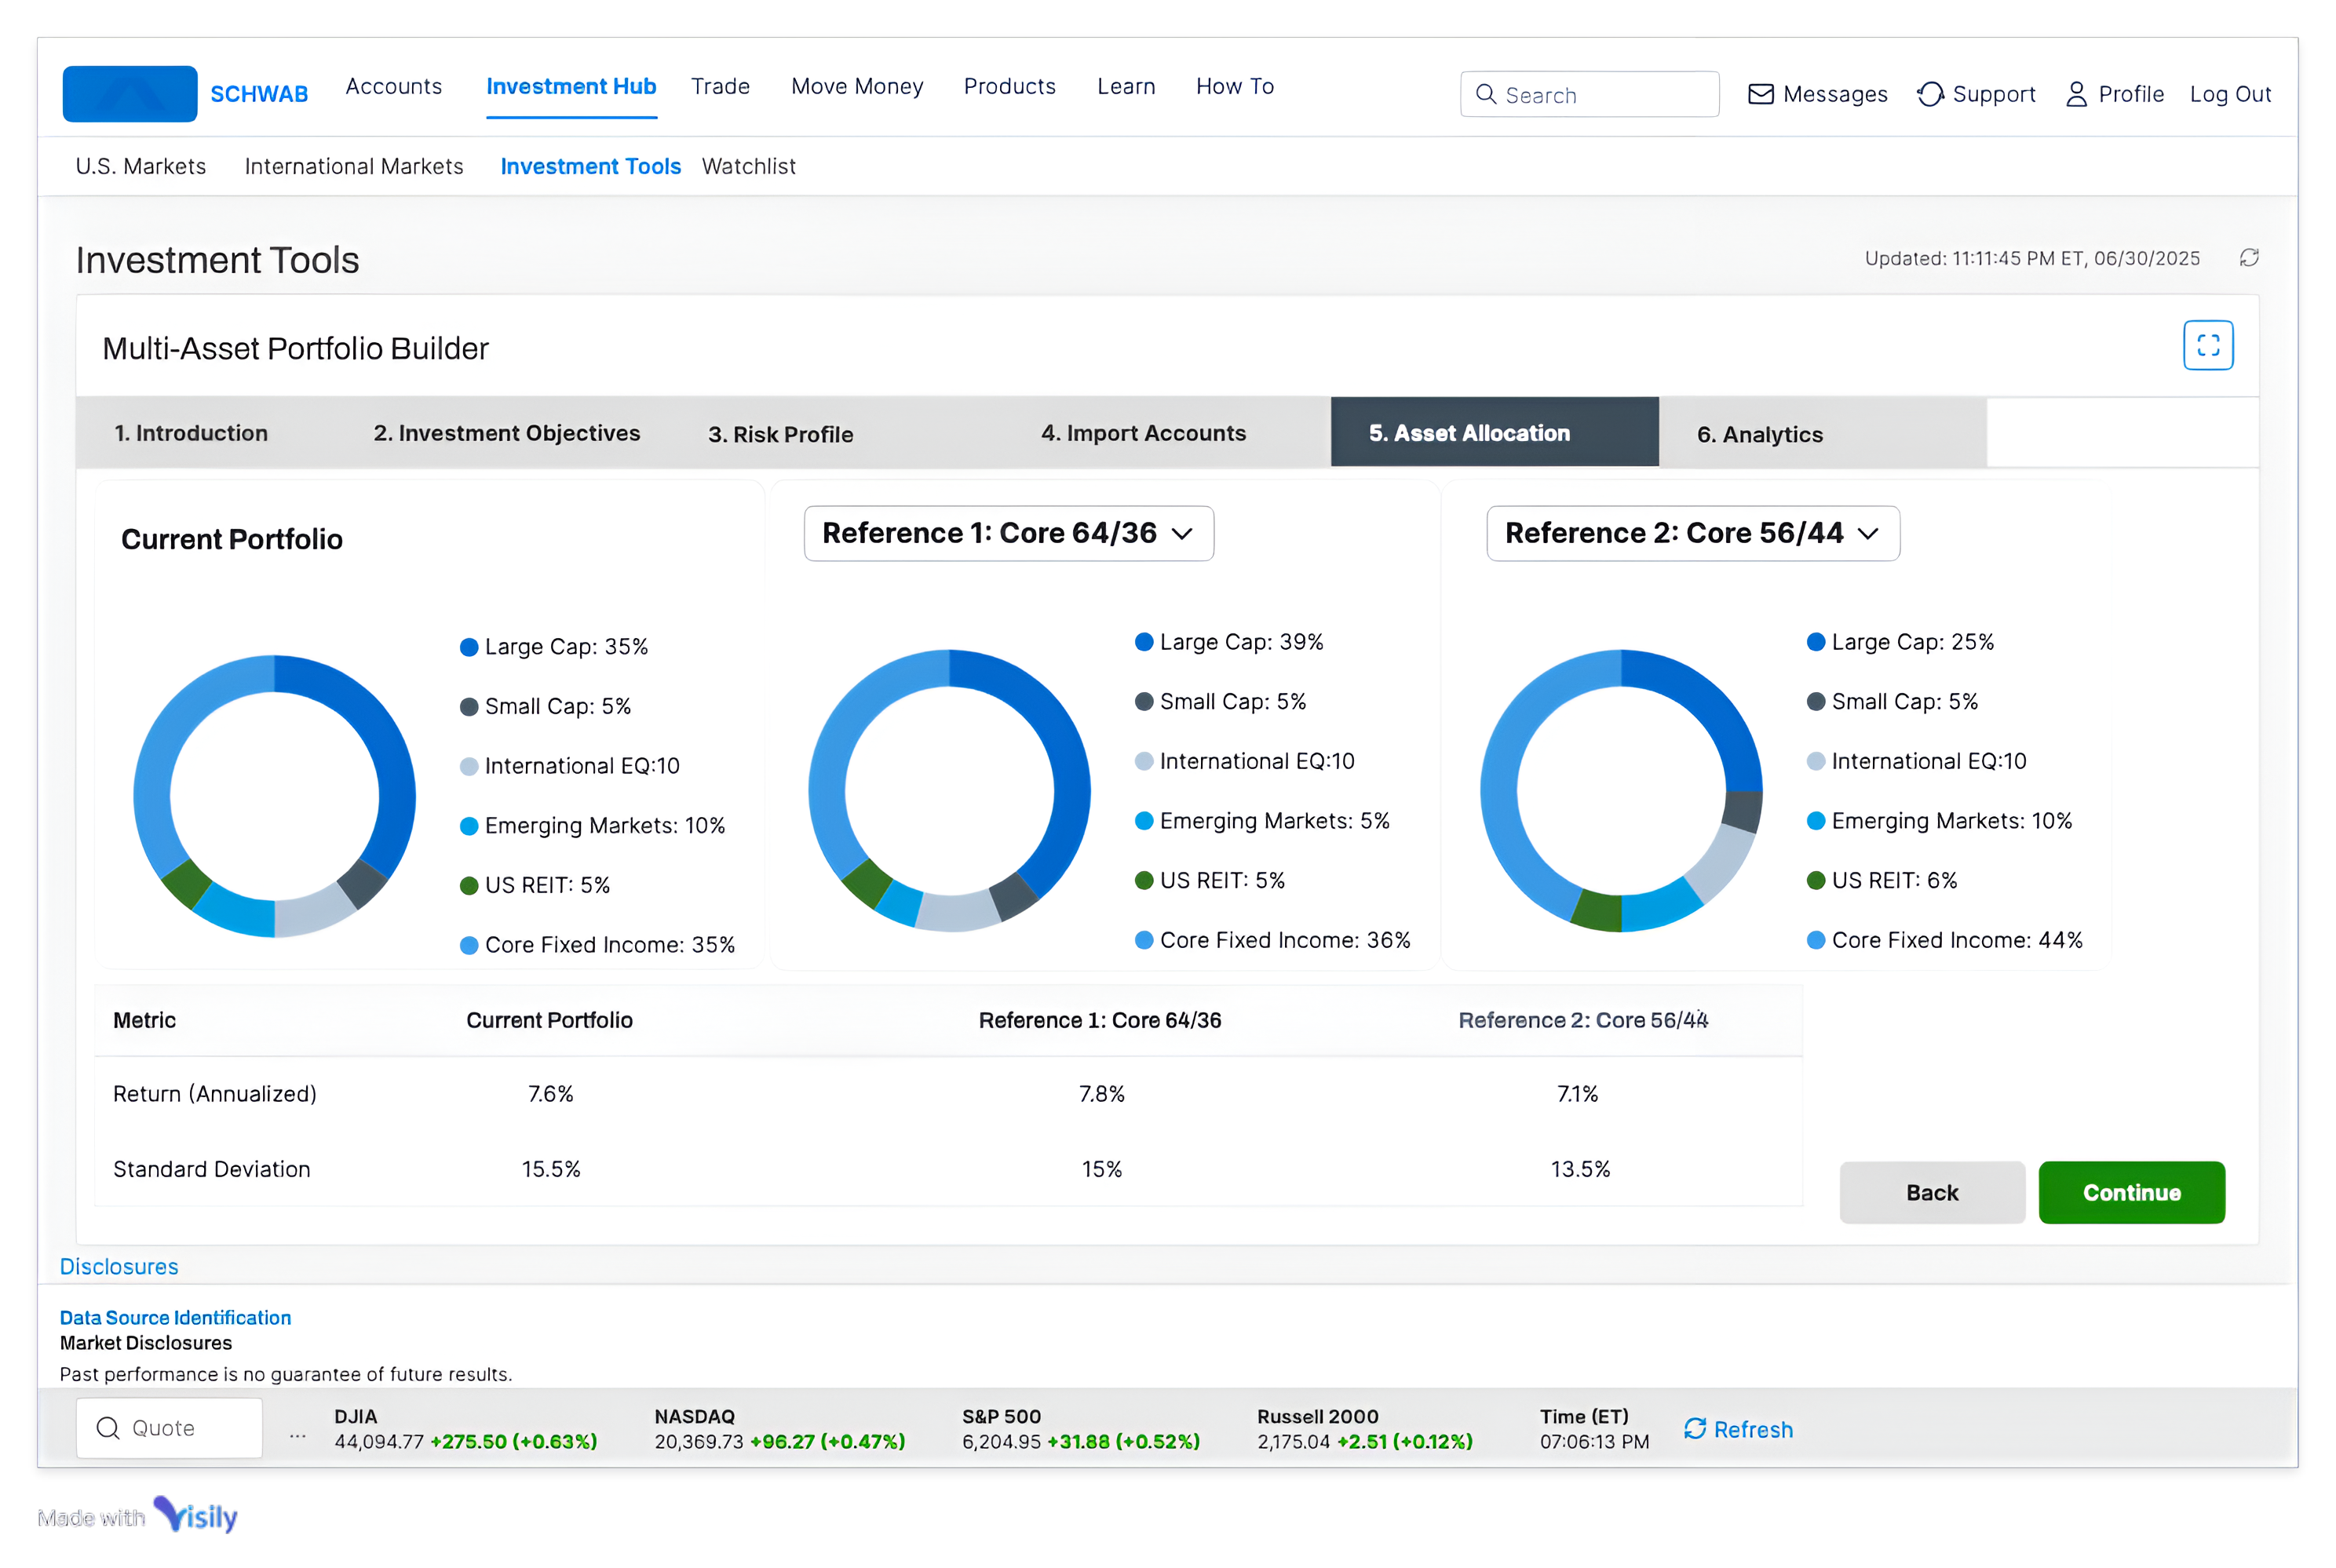 SCHWAB
Accounts
Investment Hub
Trade
Move Money
Products
Learn
How To
Search
Messages
Support
Profile
Log Out
U.S. Markets
International Markets
Investment Tools
Watchlist
Investment Tools
Updated: 11:11:45 PM ET, 06/30/2025
Multi-Asset Portfolio Builder
1. Introduction
2. Investment Objectives
3. Risk Profile
4. Import Accounts
5. Asset Allocation
6. Analytics
Current Portfolio
Large Cap: 35%
Small Cap: 5%
International EQ:10
Emerging Markets: 10%
US REIT: 5%
Core Fixed Income: 35%
Reference 1: Core 64/36
Large Cap: 39%
Small Cap: 5%
International EQ:10
Emerging Markets: 5%
US REIT: 5%
Core Fixed Income: 36%
Reference 2: Core 56/44
Large Cap: 25%
Small Cap: 5%
International EQ:10
Emerging Markets: 10%
US REIT: 6%
Core Fixed Income: 44%
Metric Current Portfolio Reference 1: Core 64/36 Reference 2: Core 56/44
Return (Annualized) 7.6% 7.8% 7.1%
Standard Deviation 15.5% 15% 13.5%
Back
Continue
Disclosures
Data Source Identification
Market Disclosures
Past performance is no guarantee of future results.
Quote
...
DJIA
44,094.77 +275.50 (+0.63%)
NASDAQ
20,369.73 +96.27 (+0.47%)
S&P 500
6,204.95 +31.88 (+0.52%)
Russell 2000
2,175.04 +2.51 (+0.12%)
Time (ET)
07:06:13 PM
Refresh
Made with Visily